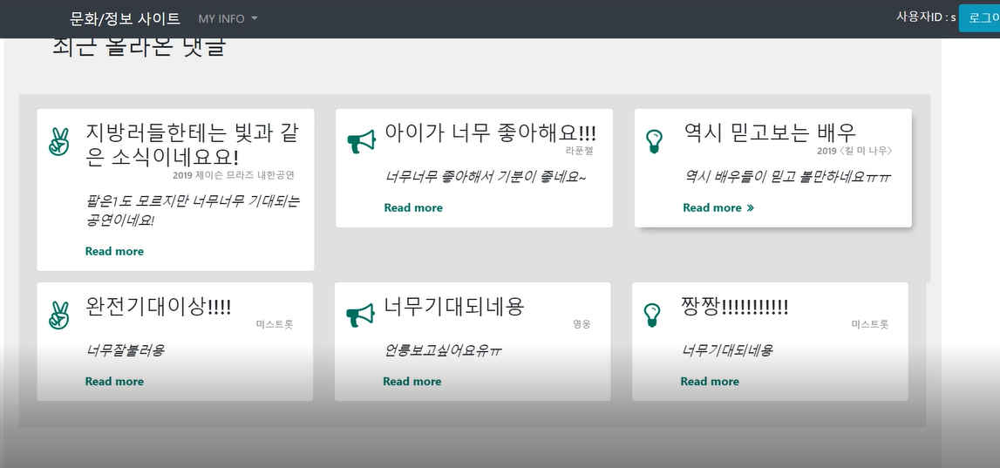 문화/정보 사이트 MY INFO 사용자ID : s 로그아
최근 올라온 댓글
지방러들한테는 빛과 같
은 소식이네요요!
2019 제이슨 므라즈 내한공연
팝은1도 모르지만 너무너무 기대되는
공연이네요!
Read more
아이가 너무 좋아해요!!!
라푼젤
너무너무 좋아해서 기분이 좋네요~
Read more
역시 믿고보는 배우
2019 <킬 미 나우>
역시 배우들이 믿고 볼만하네요ㅠㅠ
Read more »
완전기대이상!!!!
미스트롯
너무잘불러용
Read more
너무기대되네용
영웅
언릉보고싶어요유ㅠ
Read more
짱짱!!!!!!!!!!!
미스트롯
너무기대되네용
Read more